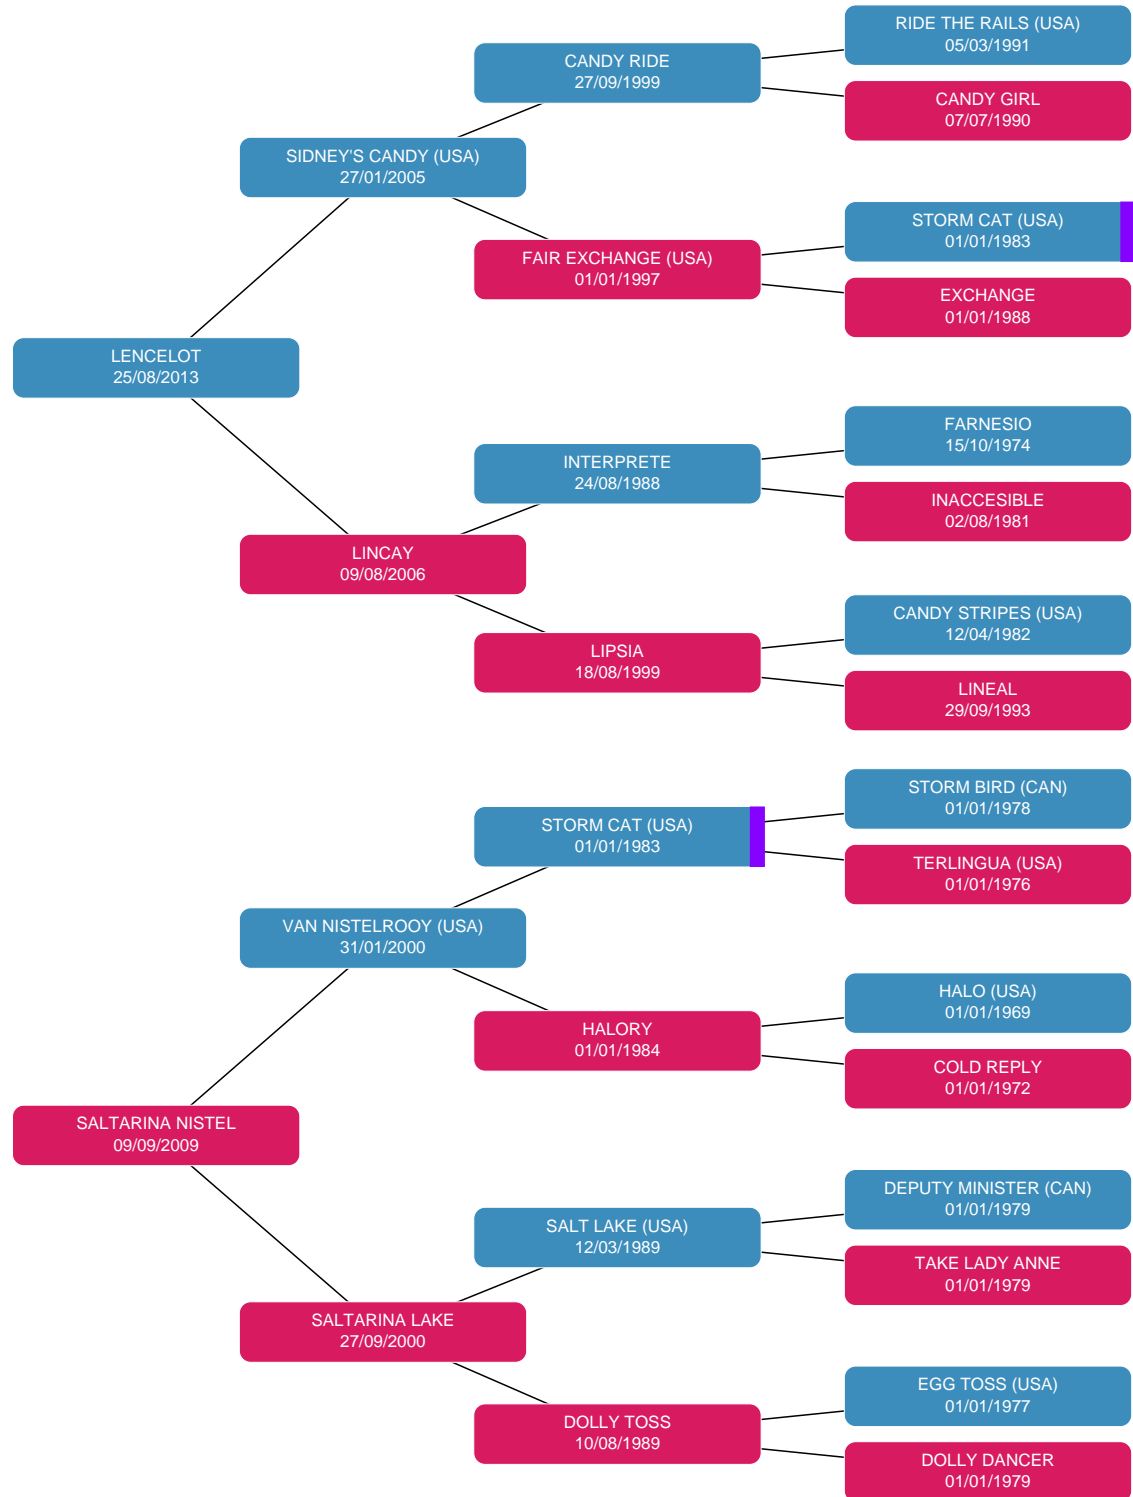 RIDE THE RAILS (USA)
05/03/1991
CANDY RIDE
27/09/1999
CANDY GIRL
07/07/1990
SIDNEY'S CANDY (USA)
27/01/2005
STORM CAT (USA)
01/01/1983
FAIR EXCHANGE (USA)
01/01/1997
EXCHANGE
01/01/1988
LENCELOT
25/08/2013
FARNESIO
15/10/1974
INTERPRETE
24/08/1988
INACCESIBLE
02/08/1981
LINCAY
09/08/2006
CANDY STRIPES (USA)
12/04/1982
LIPSIA
18/08/1999
LINEAL
29/09/1993
STORM BIRD (CAN)
01/01/1978
STORM CAT (USA)
01/01/1983
TERLINGUA (USA)
01/01/1976
VAN NISTELROOY (USA)
31/01/2000
HALO (USA)
01/01/1969
HALORY
01/01/1984
COLD REPLY
01/01/1972
SALTARINA NISTEL
09/09/2009
DEPUTY MINISTER (CAN)
01/01/1979
SALT LAKE (USA)
12/03/1989
TAKE LADY ANNE
01/01/1979
SALTARINA LAKE
27/09/2000
EGG TOSS (USA)
01/01/1977
DOLLY TOSS
10/08/1989
DOLLY DANCER
01/01/1979